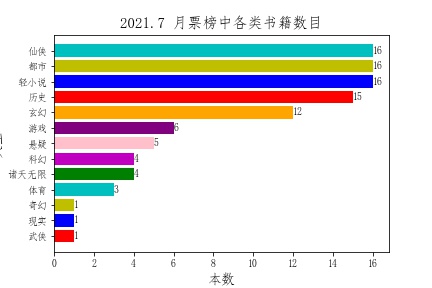 2021.7 月票榜中各类书籍数目
仙侠 16
都市 16
轻小说 16
历史 15
玄幻 12
游戏 6
悬疑 5
科幻 4
诸天无限 4
体育 3
奇幻 1
现实 1
武侠 1
0 2 4 6 8 10 12 14 16
本数